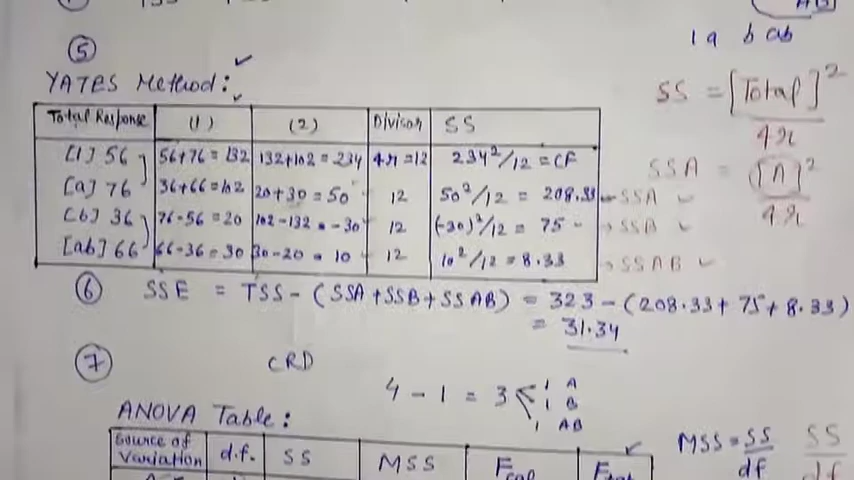 1 a b ab
⑤
YATES Method:
Total Response (1) (2) Divisor SS
[1] 56 56+76 = 132 132+102 = 234 4r = 12 234²/12 = CF
[a] 76 36+66 = 102 20+30 = 50 12 50²/12 = 208.33 → SSA
[b] 36 76-56 = 20 102-132 = -30 12 (-30)²/12 = 75 → SSB
[ab] 66 66-36 = 30 30-20 = 10 12 10²/12 = 8.33 → SSAB
SS = [Total]²/4r
SSA = [A]²/4r
⑥ SSE = TSS - (SSA+SSB+SSAB) = 323 - (208.33 + 75 + 8.33)
= 31.34
⑦ CRD
4 - 1 = 3
1 A
1 B
1 AB
ANOVA Table:
Source of Variation d.f. SS MSS Fcal Ftab
MSS = SS/df
SS/df